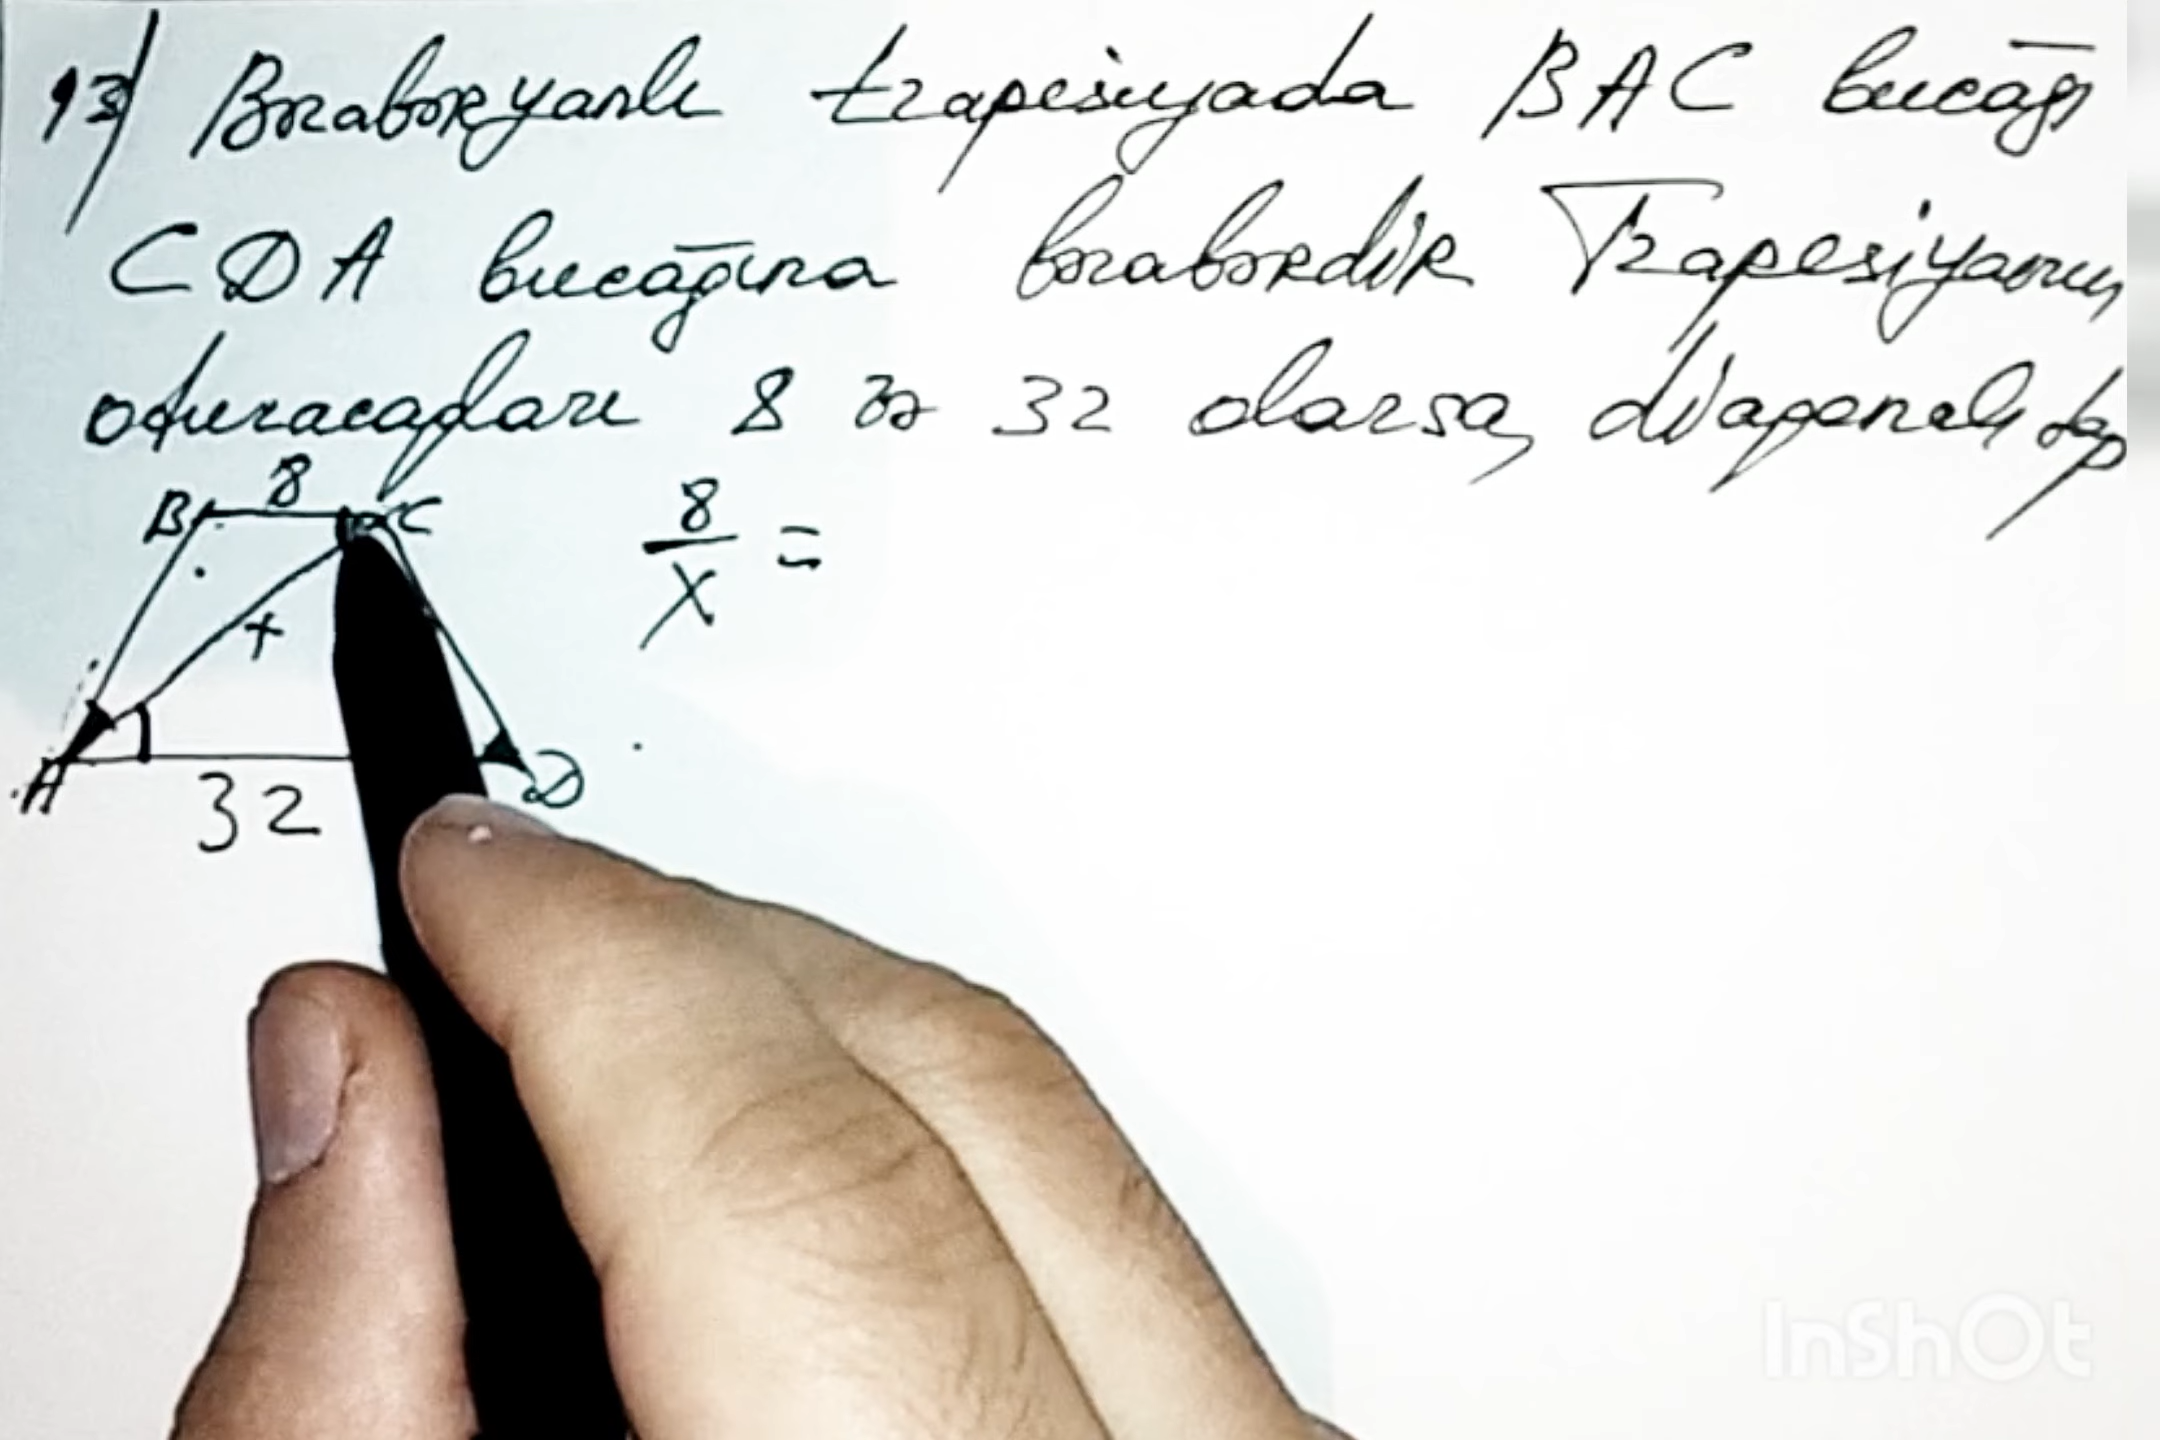 13) Bərabəryanlı trapesiyada BAC bucağı
CDA bucağına bərabərdir Trapesiyanın
oturacaqları 8 və 32 olarsa, diaqonalı tap
B 8 C
8/x =
x
A 32 D
InShOt